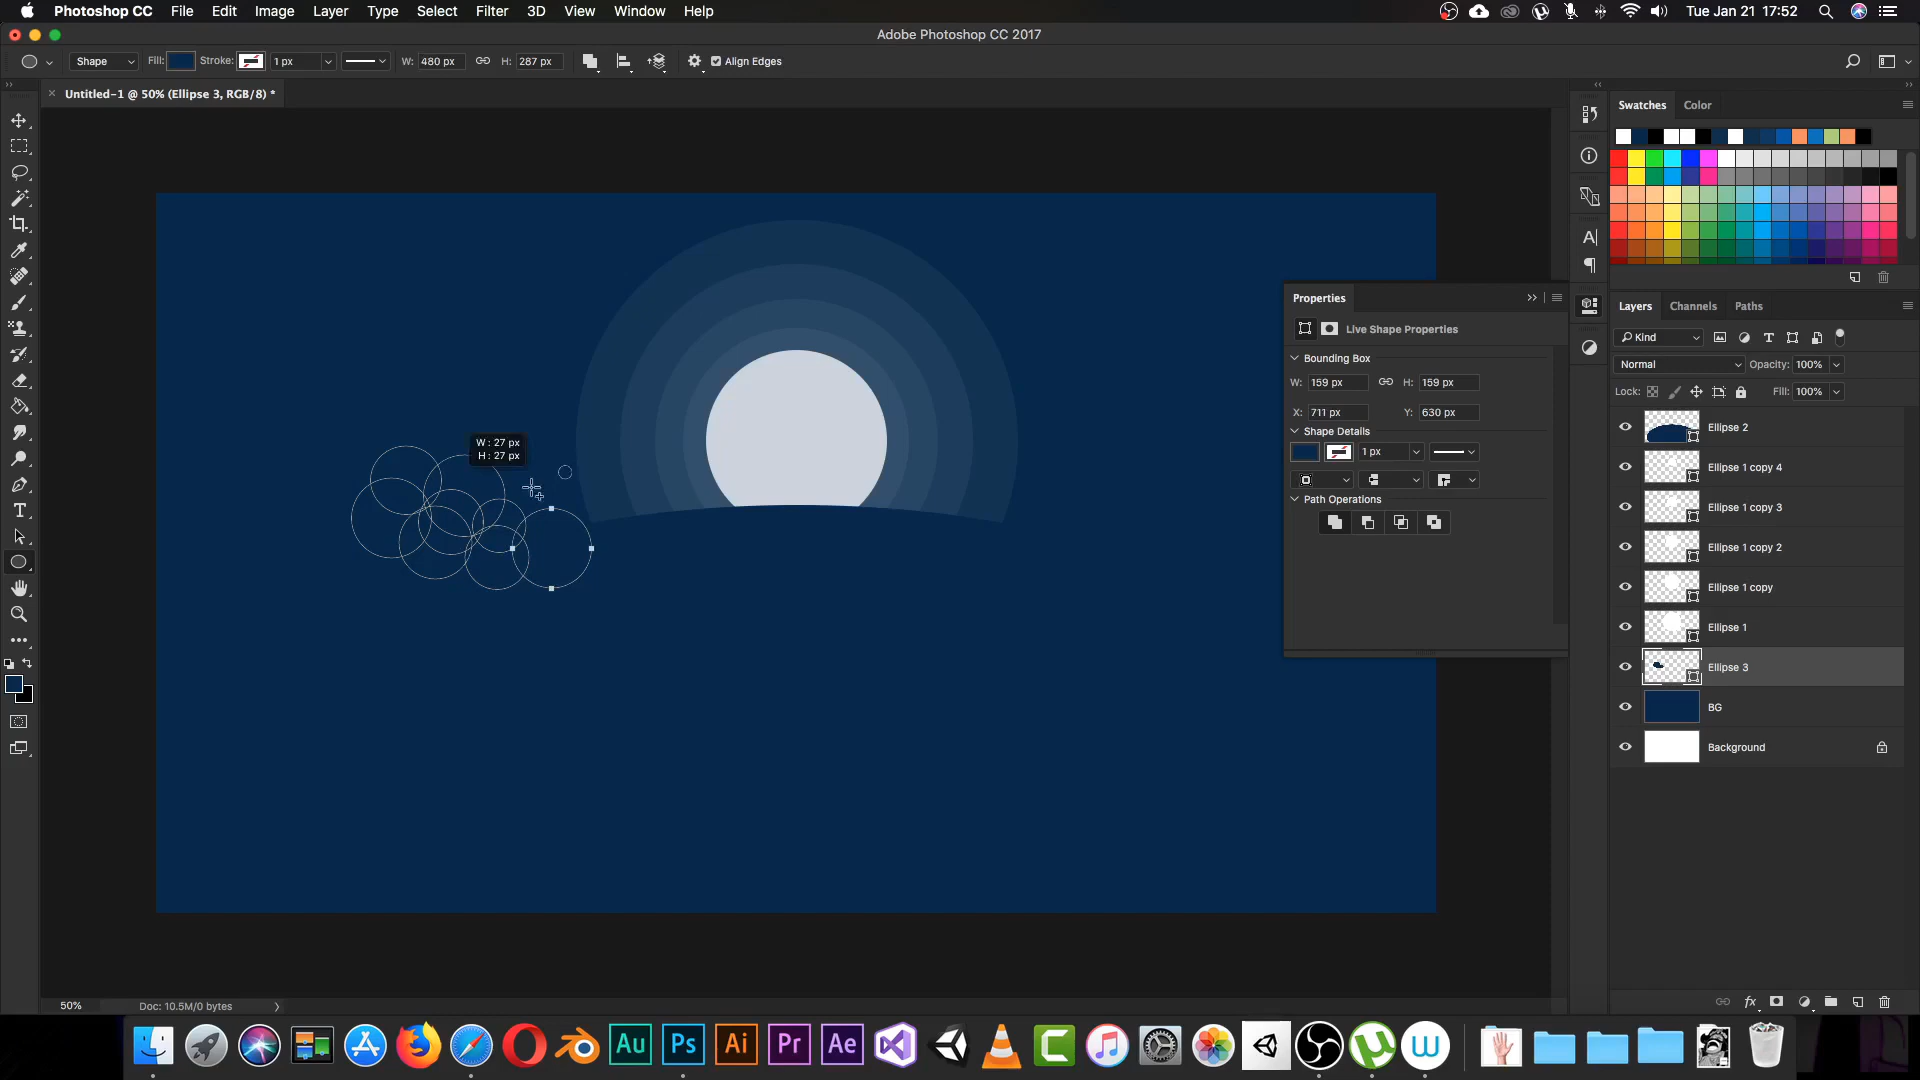 Photoshop CC File Edit Image Layer Type Select Filter 3D View Window Help Tue Jan 21 17:52
Adobe Photoshop CC 2017
Shape Fill: Stroke: 1 px W: 480 px H: 287 px Align Edges
Untitled-1 @ 50% (Ellipse 3, RGB/8) *
Swatches Color
W : 27 px
H : 27 px
Properties
Live Shape Properties
Bounding Box
W: 159 px H: 159 px
X: 711 px Y: 630 px
Shape Details
1 px
Path Operations
Layers Channels Paths
Kind
Normal Opacity: 100%
Lock: Fill: 100%
Ellipse 2
Ellipse 1 copy 4
Ellipse 1 copy 3
Ellipse 1 copy 2
Ellipse 1 copy
Ellipse 1
Ellipse 3
BG
Background
fx
50% Doc: 10.5M/0 bytes
Au Ps Ai Pr Ae